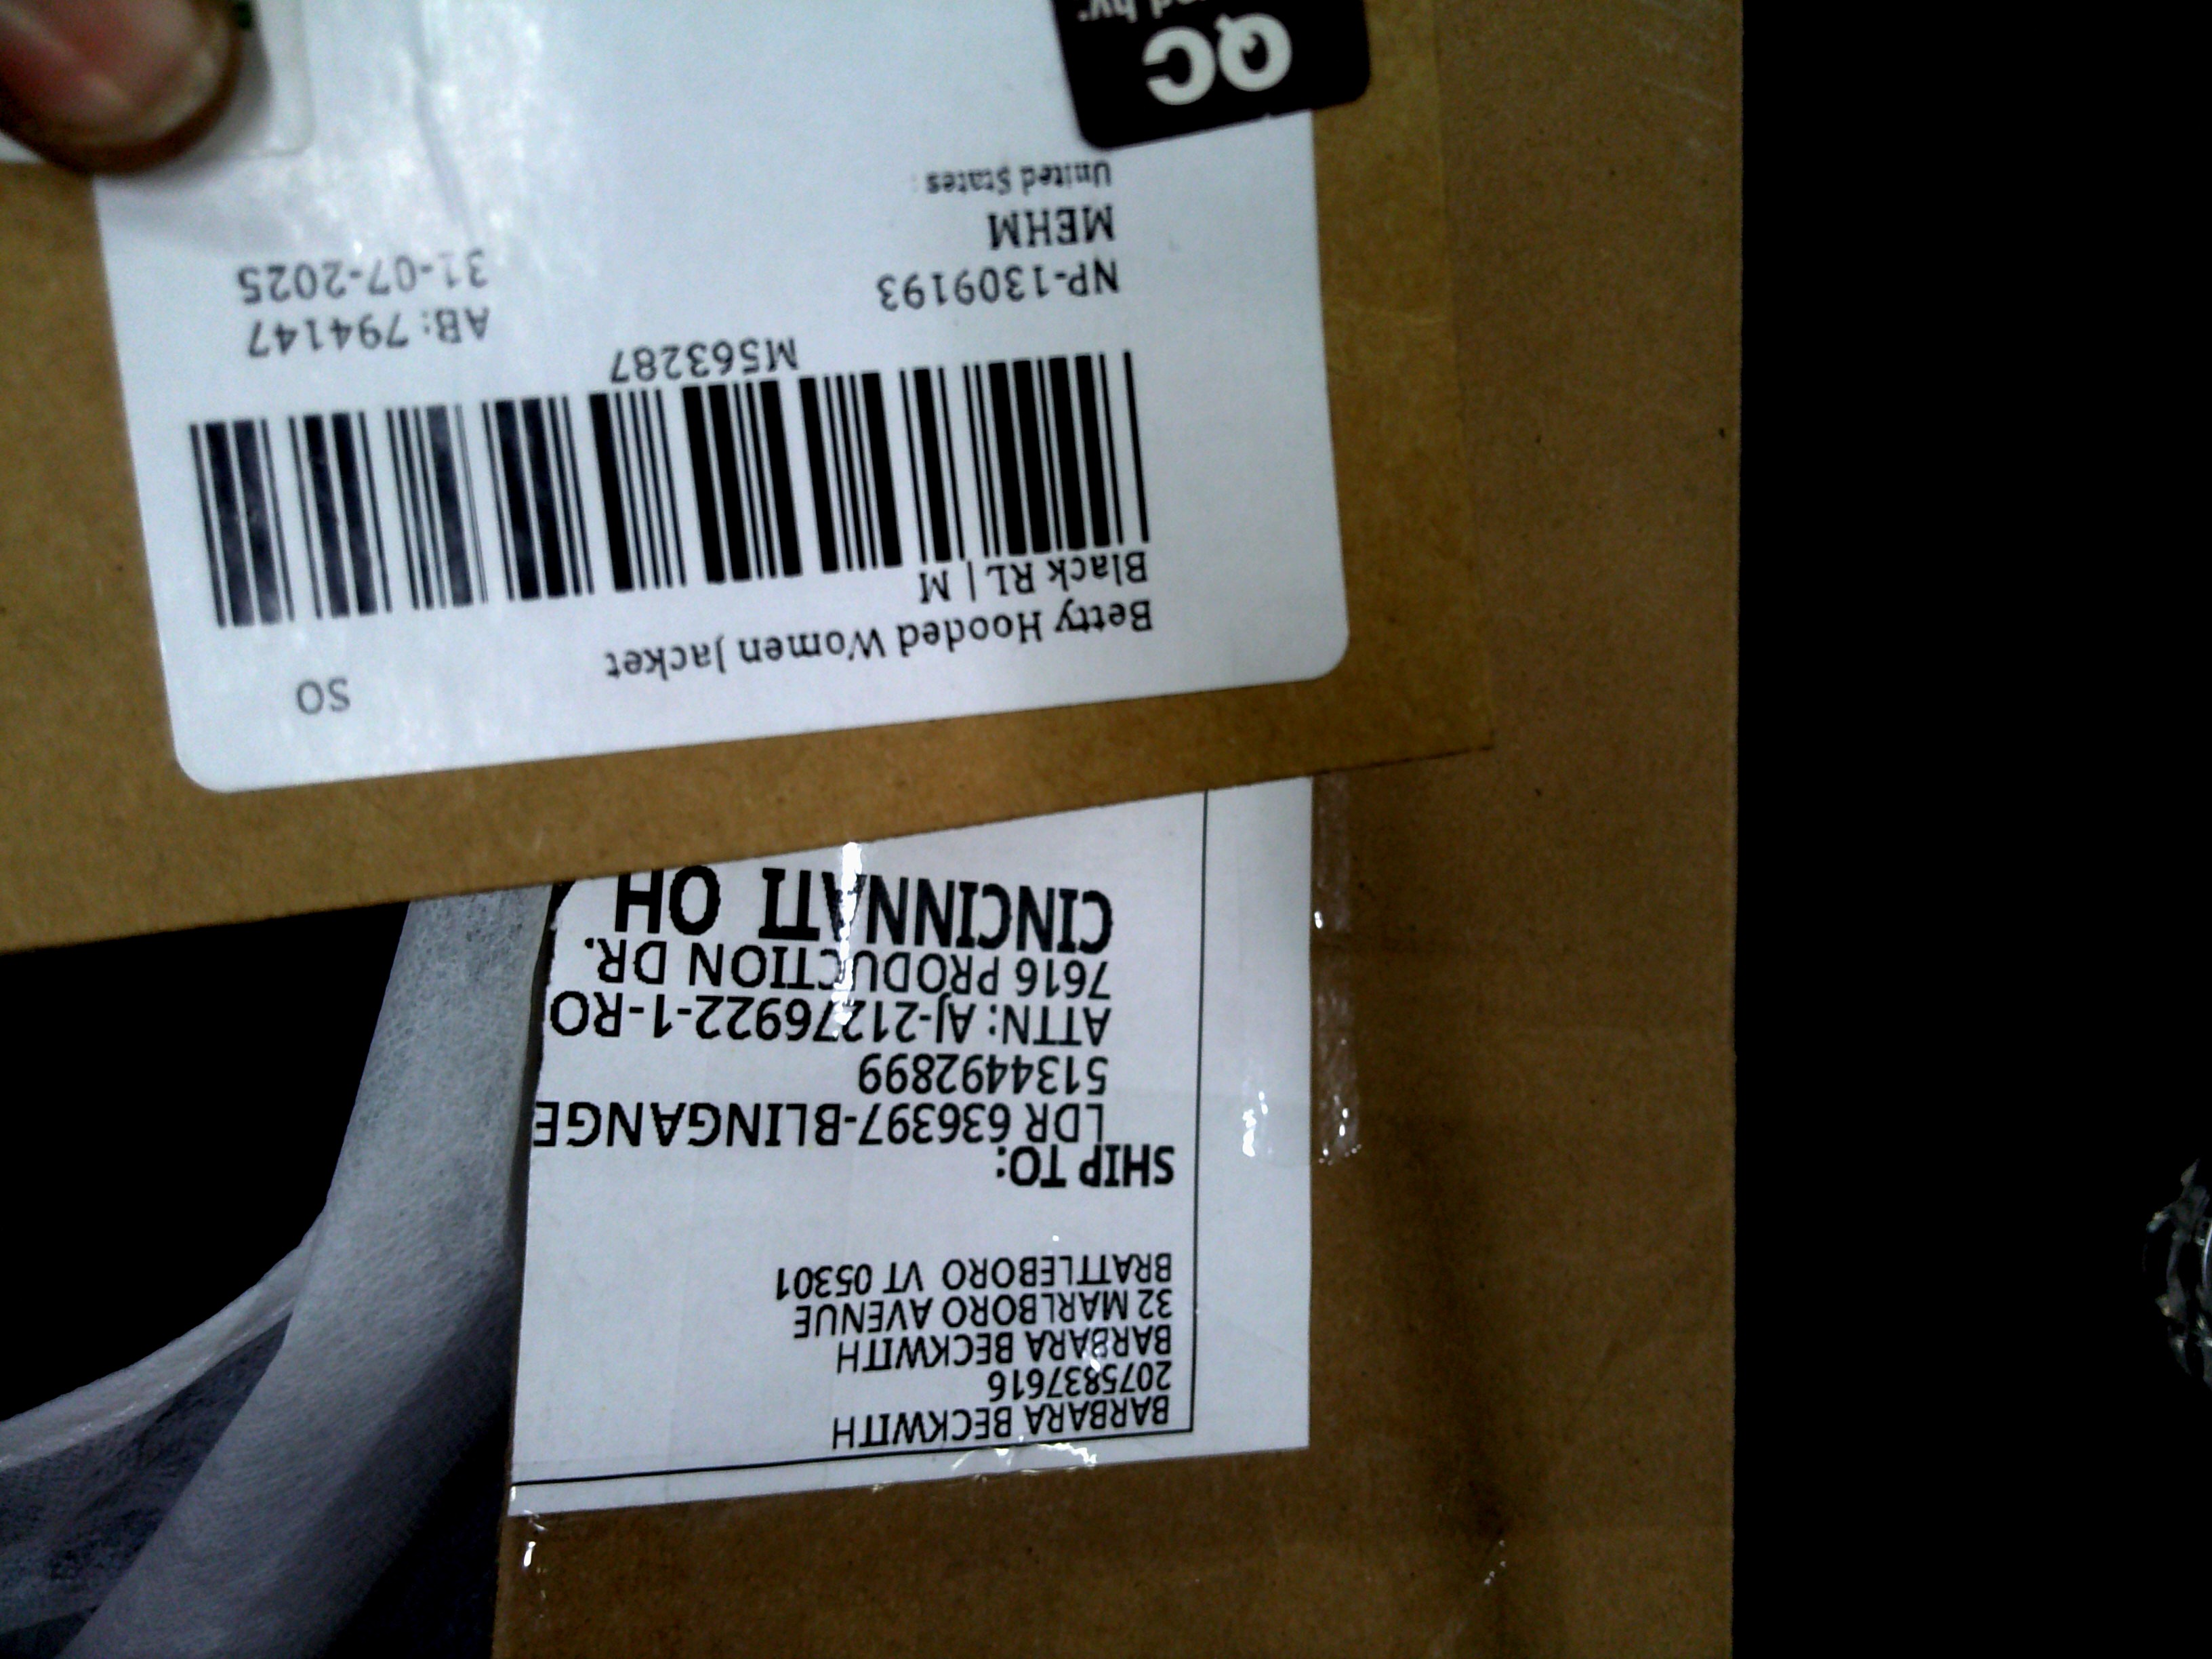 BARBARA BECKWITH
2075837616
BARBARA BECKWITH
32 MARLBORO AVENUE
BRATTLEBORO VT 05301
SHIP TO:
LDR 636397-BLINGANGE
5134492899
ATTN: AJ-21276922-1-RO
7616 PRODUCTION DR.
CINCINNATI OH
SO
Betty Hooded Women Jacket
Black RL | M
M563287
NP-1309193
MEHM
United States
AB: 794147
31-07-2025
QC